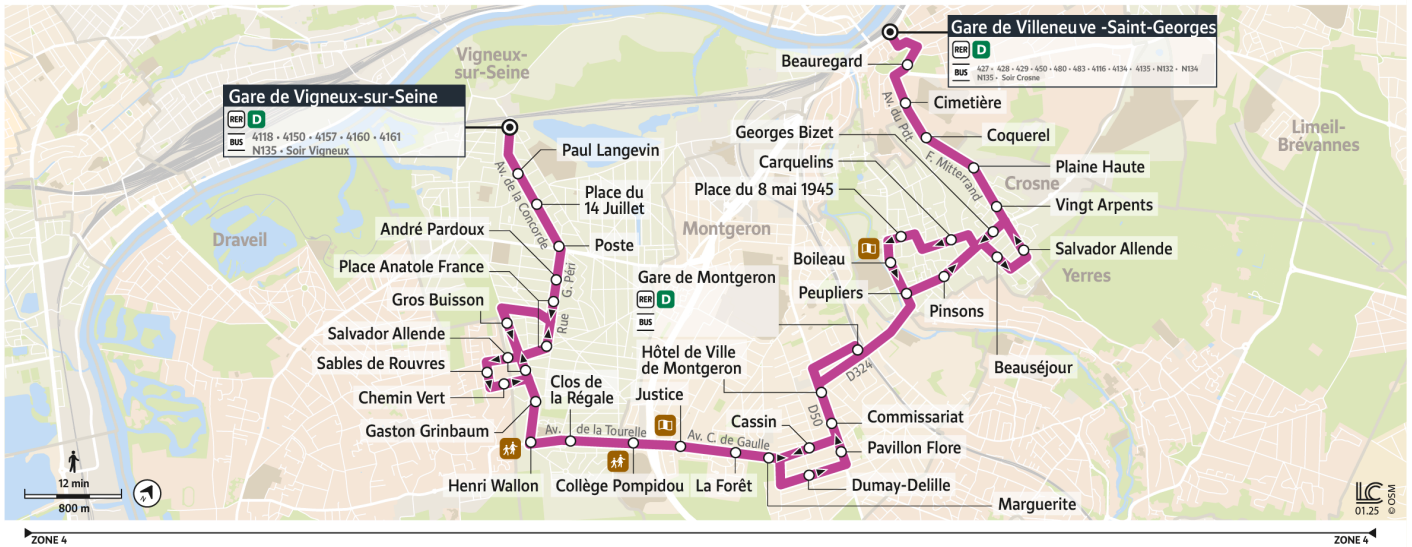 Gare de Villeneuve -Saint-Georges
RER D
BUS
427 • 428 • 429 • 450 • 480 • 483 • 4116 • 4134 • 4135 • N132 • N134
N135 • Soir Crosne
Beauregard
Vigneux-
sur-Seine
Gare de Vigneux-sur-Seine
RER D
BUS
4118 • 4150 • 4157 • 4160 • 4161
N135 • Soir Vigneux
Cimetière
Av. du Pdt
F. Mitterrand
Georges Bizet
Coquerel
Limeil-
Brévannes
Paul Langevin
Carquelins
Plaine Haute
Crosne
Av. de la Concorde
Place du
14 Juillet
Place du 8 mai 1945
Vingt Arpents
André Pardoux
Montgeron
Draveil
Poste
Salvador Allende
Place Anatole France
Boileau
Yerres
Gare de Montgeron
RER D
BUS
Rue G. Péri
Gros Buisson
Peupliers
Pinsons
Salvador Allende
Sables de Rouvres
Hôtel de Ville
de Montgeron
D324
Beauséjour
Chemin Vert
Clos de
la Régale
Justice
D50
Gaston Grinbaum
Cassin
Commissariat
Av. de la Tourelle
Av. C. de Gaulle
Pavillon Flore
Henri Wallon
Collège Pompidou
La Forêt
Dumay-Delille
Marguerite
12 min
800 m
N
LC
01.25
© OSM
ZONE 4
ZONE 4